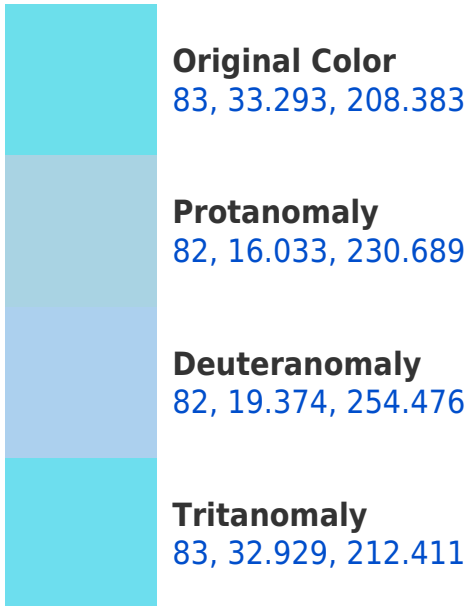 Original Color
83, 33.293, 208.383
Protanomaly
82, 16.033, 230.689
Deuteranomaly
82, 19.374, 254.476
Tritanomaly
83, 32.929, 212.411